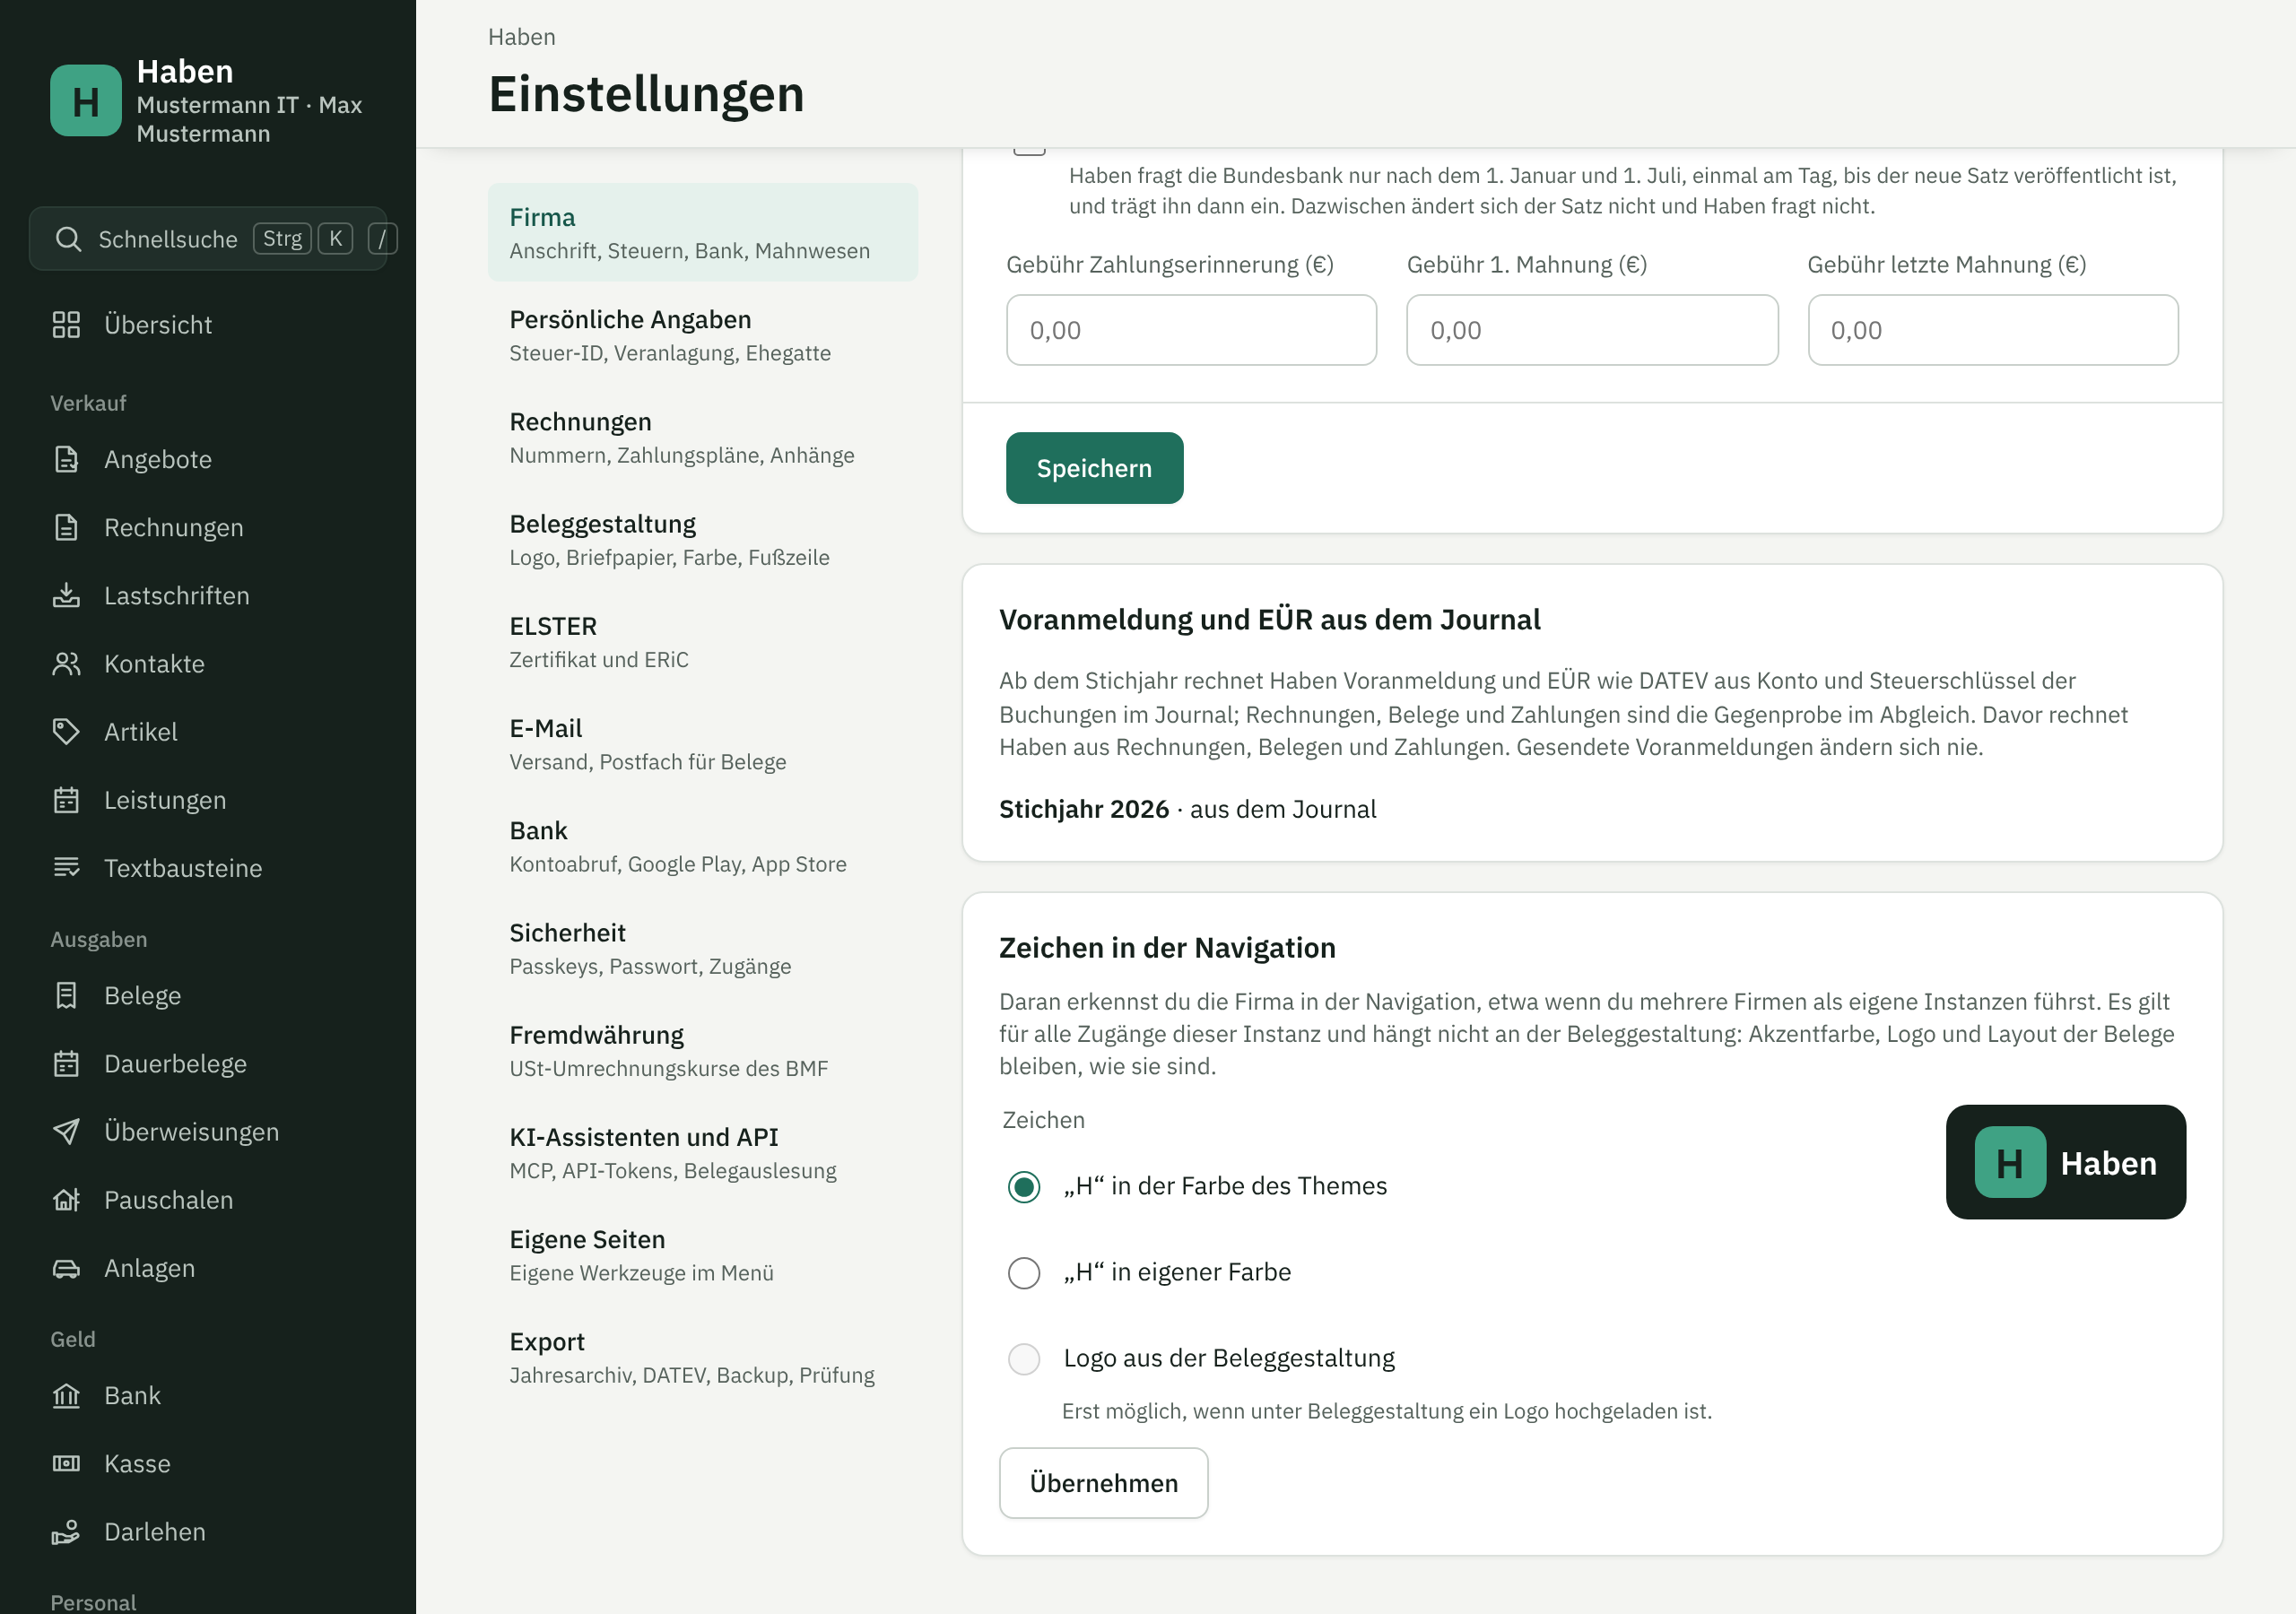 H
Haben
Mustermann IT · Max
Mustermann
Schnellsuche Strg K /
Übersicht
Verkauf
Angebote
Rechnungen
Lastschriften
Kontakte
Artikel
Leistungen
Textbausteine
Ausgaben
Belege
Dauerbelege
Überweisungen
Pauschalen
Anlagen
Geld
Bank
Kasse
Darlehen
Personal
Haben
Einstellungen
Firma
Anschrift, Steuern, Bank, Mahnwesen
Persönliche Angaben
Steuer-ID, Veranlagung, Ehegatte
Rechnungen
Nummern, Zahlungspläne, Anhänge
Beleggestaltung
Logo, Briefpapier, Farbe, Fußzeile
ELSTER
Zertifikat und ERiC
E-Mail
Versand, Postfach für Belege
Bank
Kontoabruf, Google Play, App Store
Sicherheit
Passkeys, Passwort, Zugänge
Fremdwährung
USt-Umrechnungskurse des BMF
KI-Assistenten und API
MCP, API-Tokens, Belegauslesung
Eigene Seiten
Eigene Werkzeuge im Menü
Export
Jahresarchiv, DATEV, Backup, Prüfung
Haben fragt die Bundesbank nur nach dem 1. Januar und 1. Juli, einmal am Tag, bis der neue Satz veröffentlicht ist,
und trägt ihn dann ein. Dazwischen ändert sich der Satz nicht und Haben fragt nicht.
Gebühr Zahlungserinnerung (€) Gebühr 1. Mahnung (€) Gebühr letzte Mahnung (€)
0,00 0,00 0,00
Speichern
Voranmeldung und EÜR aus dem Journal
Ab dem Stichjahr rechnet Haben Voranmeldung und EÜR wie DATEV aus Konto und Steuerschlüssel der
Buchungen im Journal; Rechnungen, Belege und Zahlungen sind die Gegenprobe im Abgleich. Davor rechnet
Haben aus Rechnungen, Belegen und Zahlungen. Gesendete Voranmeldungen ändern sich nie.
Stichjahr 2026 · aus dem Journal
Zeichen in der Navigation
Daran erkennst du die Firma in der Navigation, etwa wenn du mehrere Firmen als eigene Instanzen führst. Es gilt
für alle Zugänge dieser Instanz und hängt nicht an der Beleggestaltung: Akzentfarbe, Logo und Layout der Belege
bleiben, wie sie sind.
Zeichen
„H“ in der Farbe des Themes
„H“ in eigener Farbe
Logo aus der Beleggestaltung
Erst möglich, wenn unter Beleggestaltung ein Logo hochgeladen ist.
H Haben
Übernehmen